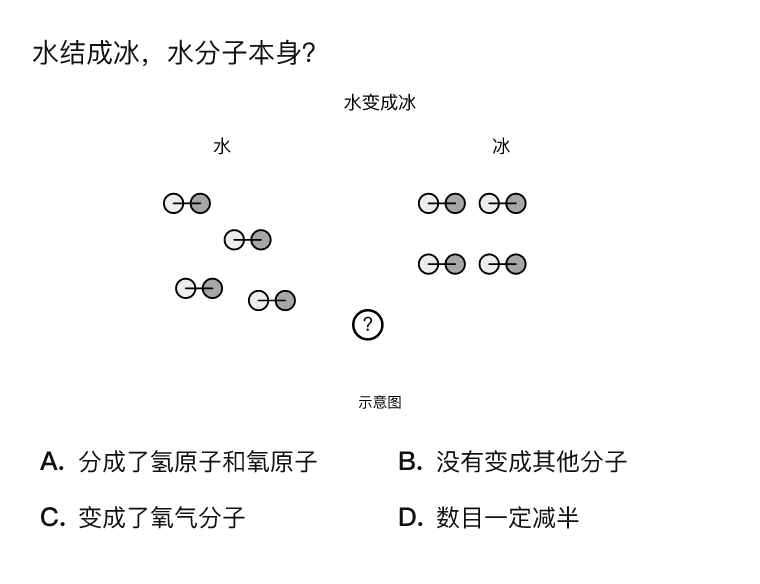 水结成冰，水分子本身？
水变成冰
水 冰
?
示意图
A. 分成了氢原子和氧原子 B. 没有变成其他分子
C. 变成了氧气分子 D. 数目一定减半